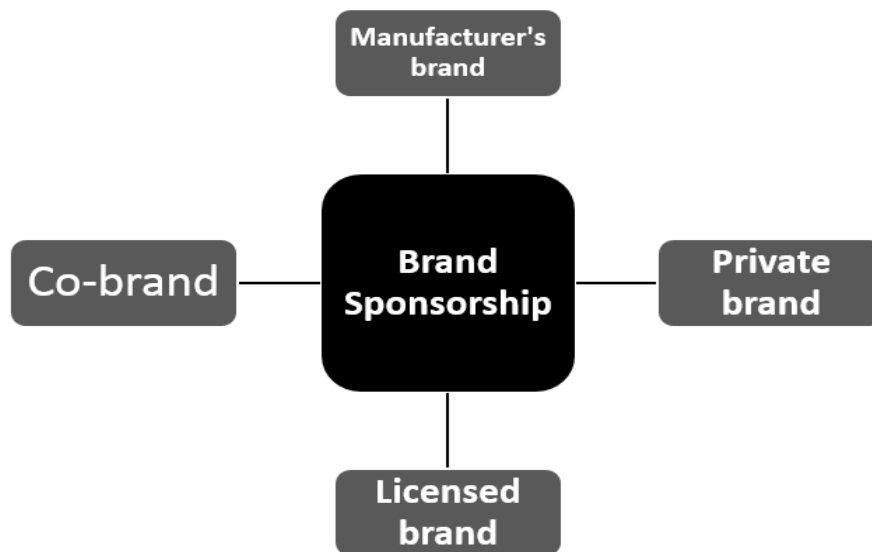 Manufacturer's
brand
Co-brand
Brand
Sponsorship
Private
brand
Licensed
brand